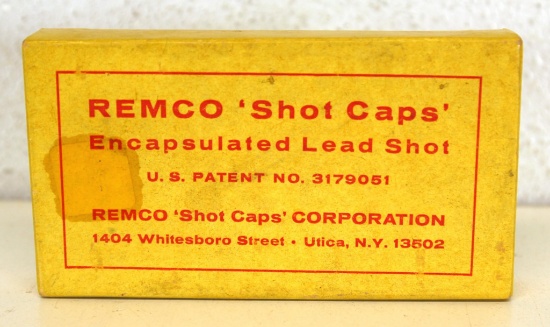 REMCO 'Shot Caps'
Encapsulated Lead Shot
U. S. PATENT NO. 3179051
REMCO 'Shot Caps' CORPORATION
1404 Whitesboro Street • Utica, N.Y. 13502